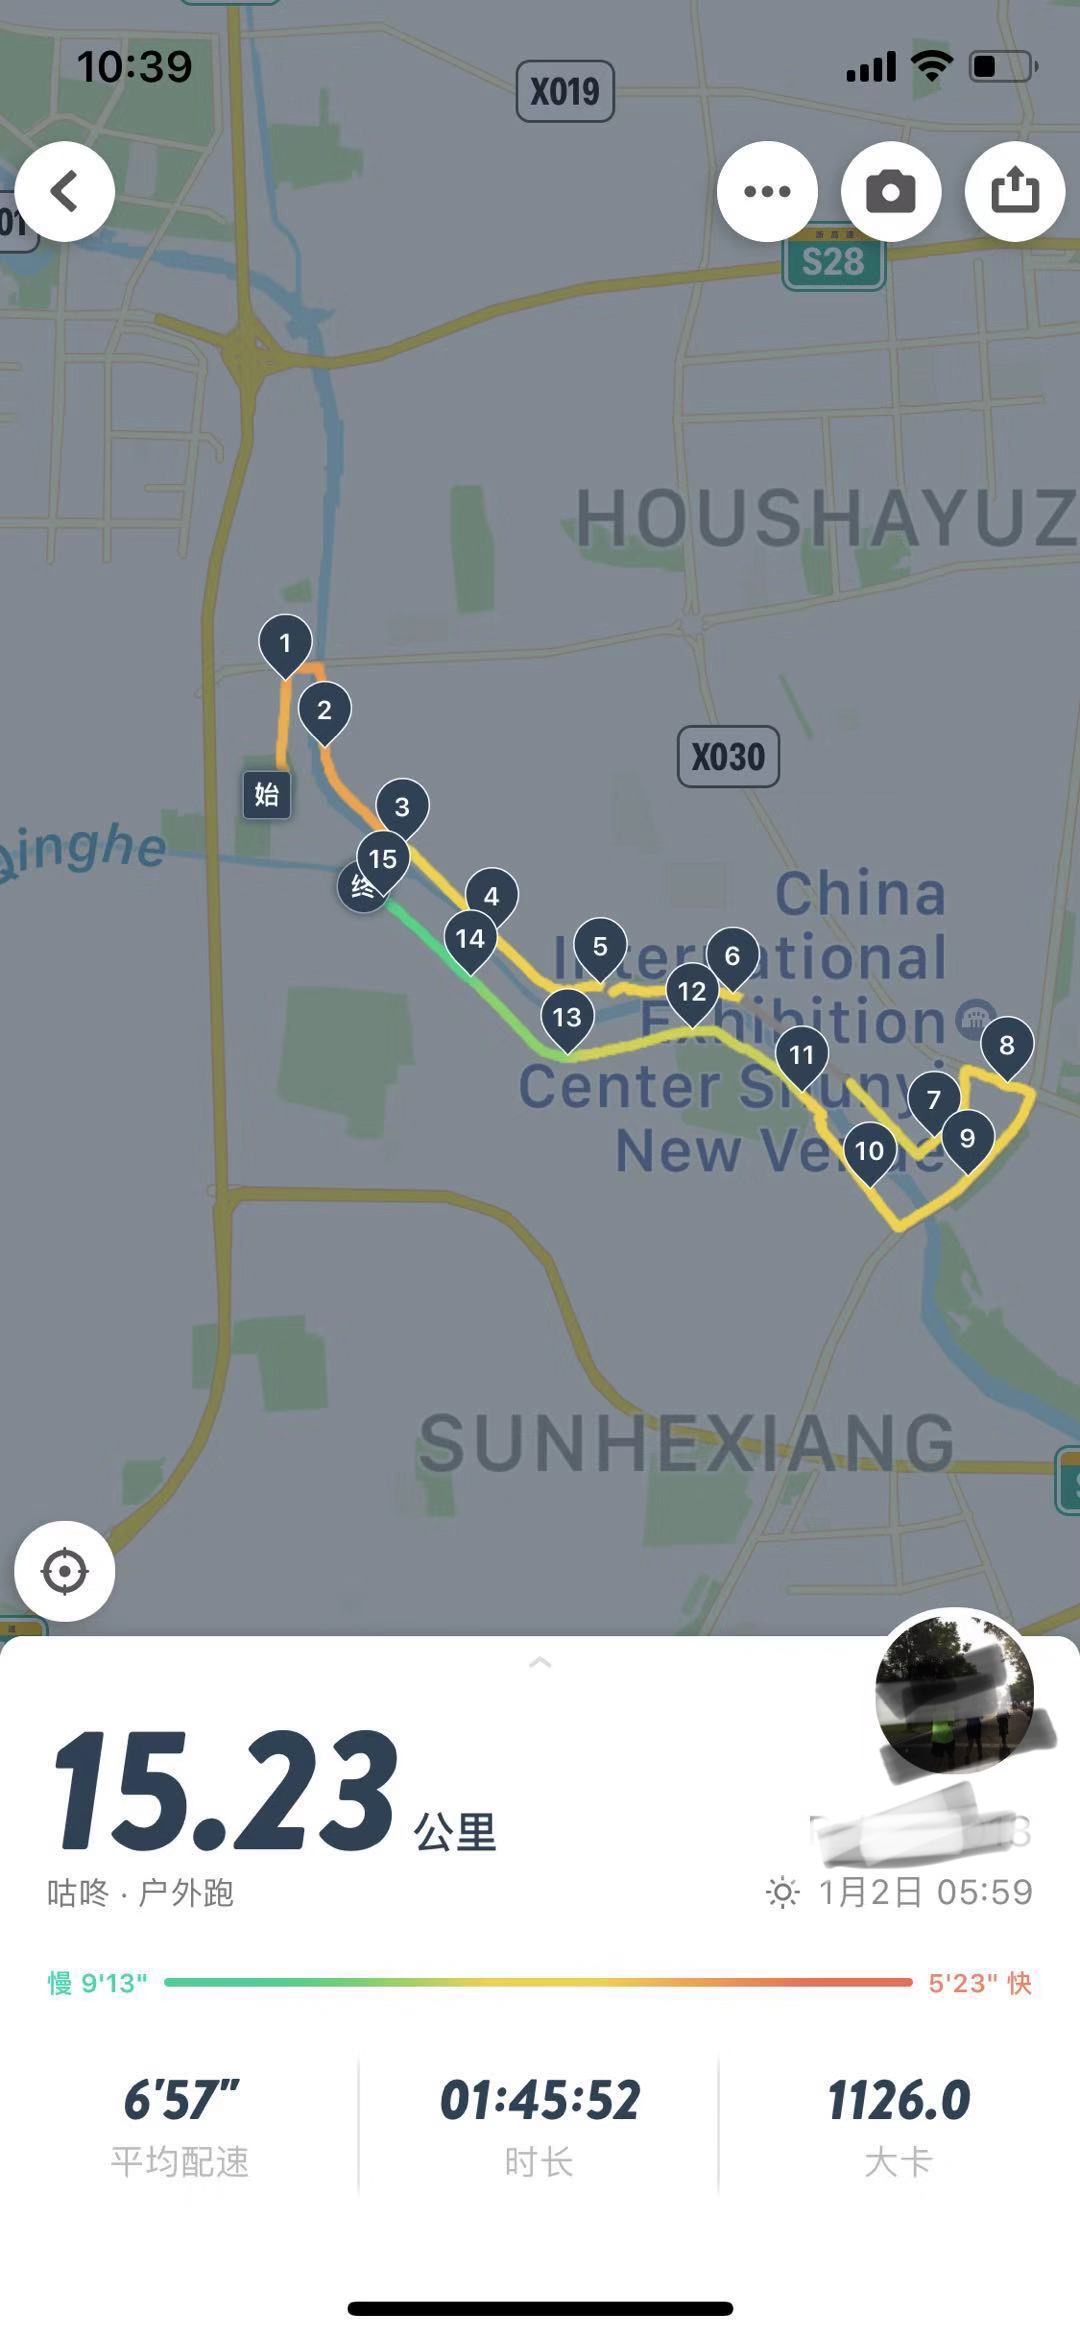 10:39
X019
浙高速
S28
HOUSHAYUZ
1
2
X030
始
3
Qinghe
15
终
4
14
5
6
12
13
11
8
7
9
10
China
International
Exhibition
Center Shunyi
New Venue
SUNHEXIANG
15.23 公里
咕咚 · 户外跑
1月2日 05:59
慢 9'13"
5'23" 快
6'57"
01:45:52
1126.0
平均配速
时长
大卡